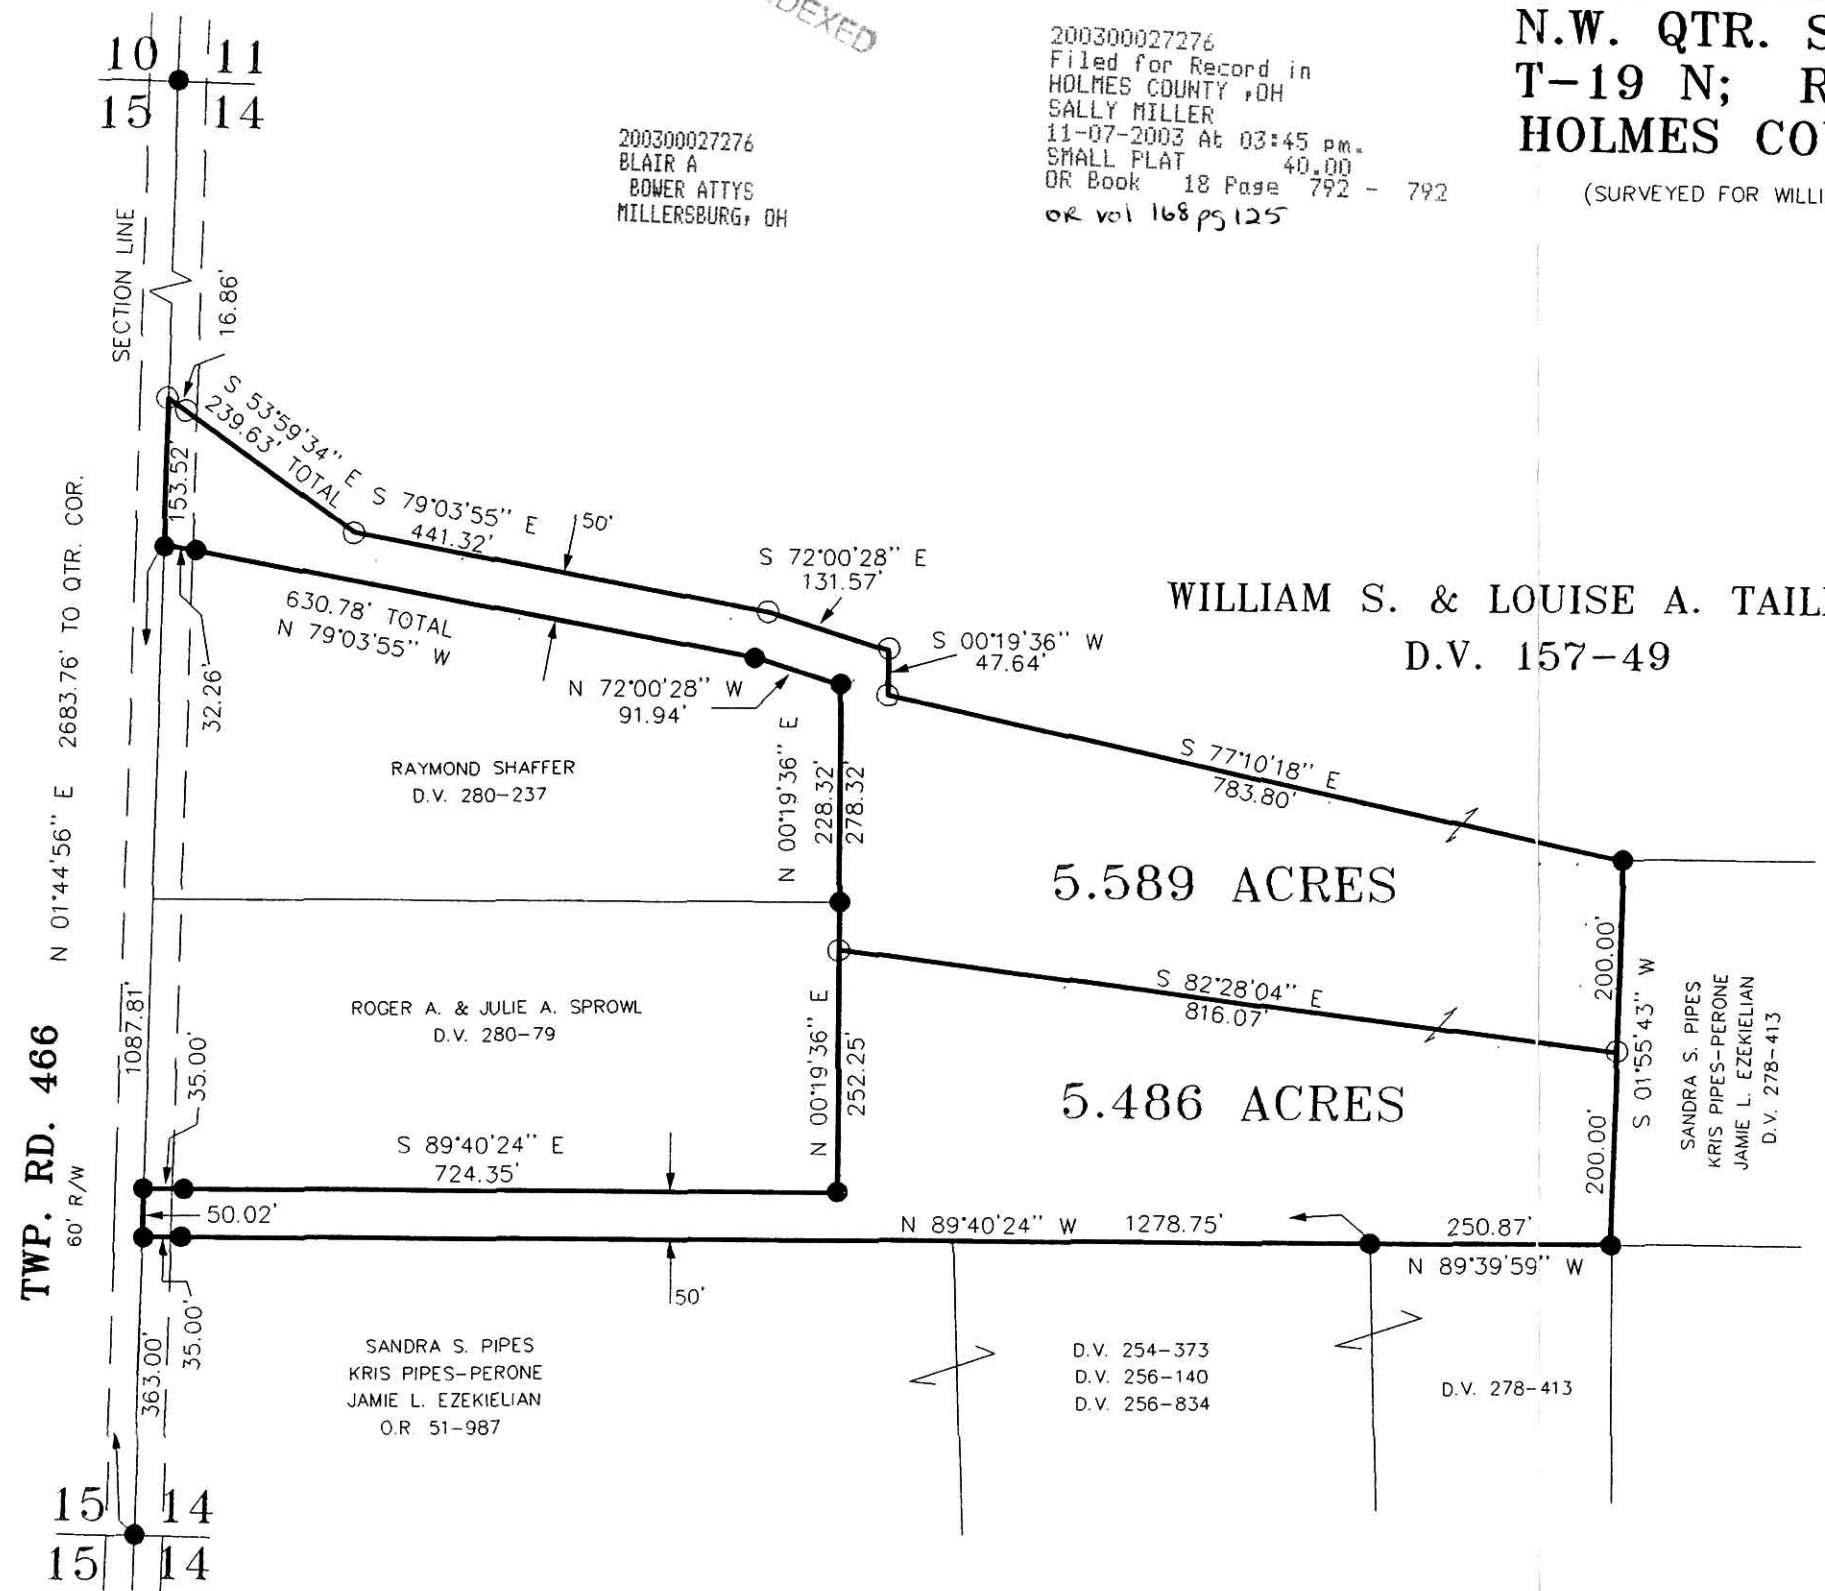 10 11
15 14
DEXED
200300027276
BLAIR A
BOWER ATTYS
MILLERSBURG, OH
200300027276
Filed for Record in
HOLMES COUNTY ,OH
SALLY MILLER
11-07-2003 At 03:45 pm.
SMALL PLAT 40.00
OR Book 18 Page 792 - 792
OR vol 168 pg 125
N.W. QTR. S
T-19 N; R
HOLMES COU
(SURVEYED FOR WILLI
SECTION LINE
16.86'
S 53°59'34" E
239.63' TOTAL
153.52'
S 79°03'55" E
441.32'
50'
S 72°00'28" E
131.57'
630.78' TOTAL
N 79°03'55" W
32.26'
N 72°00'28" W
91.94'
S 00°19'36" W
47.64'
WILLIAM S. & LOUISE A. TAIL
D.V. 157-49
N 01°44'56" E 2683.76' TO QTR. COR.
RAYMOND SHAFFER
D.V. 280-237
N 00°19'36" E
228.32'
278.32'
S 77°10'18" E
783.80'
5.589 ACRES
200.00'
ROGER A. & JULIE A. SPROWL
D.V. 280-79
N 00°19'36" E
252.25'
S 82°28'04" E
816.07'
5.486 ACRES
200.00'
S 01°55'43" W
SANDRA S. PIPES
KRIS PIPES-PERONE
JAMIE L. EZEKIELIAN
D.V. 278-413
TWP. RD. 466
60' R/W
1087.81'
35.00'
S 89°40'24" E
724.35'
50.02'
N 89°40'24" W 1278.75'
250.87'
N 89°39'59" W
50'
35.00'
363.00'
SANDRA S. PIPES
KRIS PIPES-PERONE
JAMIE L. EZEKIELIAN
O.R 51-987
D.V. 254-373
D.V. 256-140
D.V. 256-834
D.V. 278-413
15 14
15 14